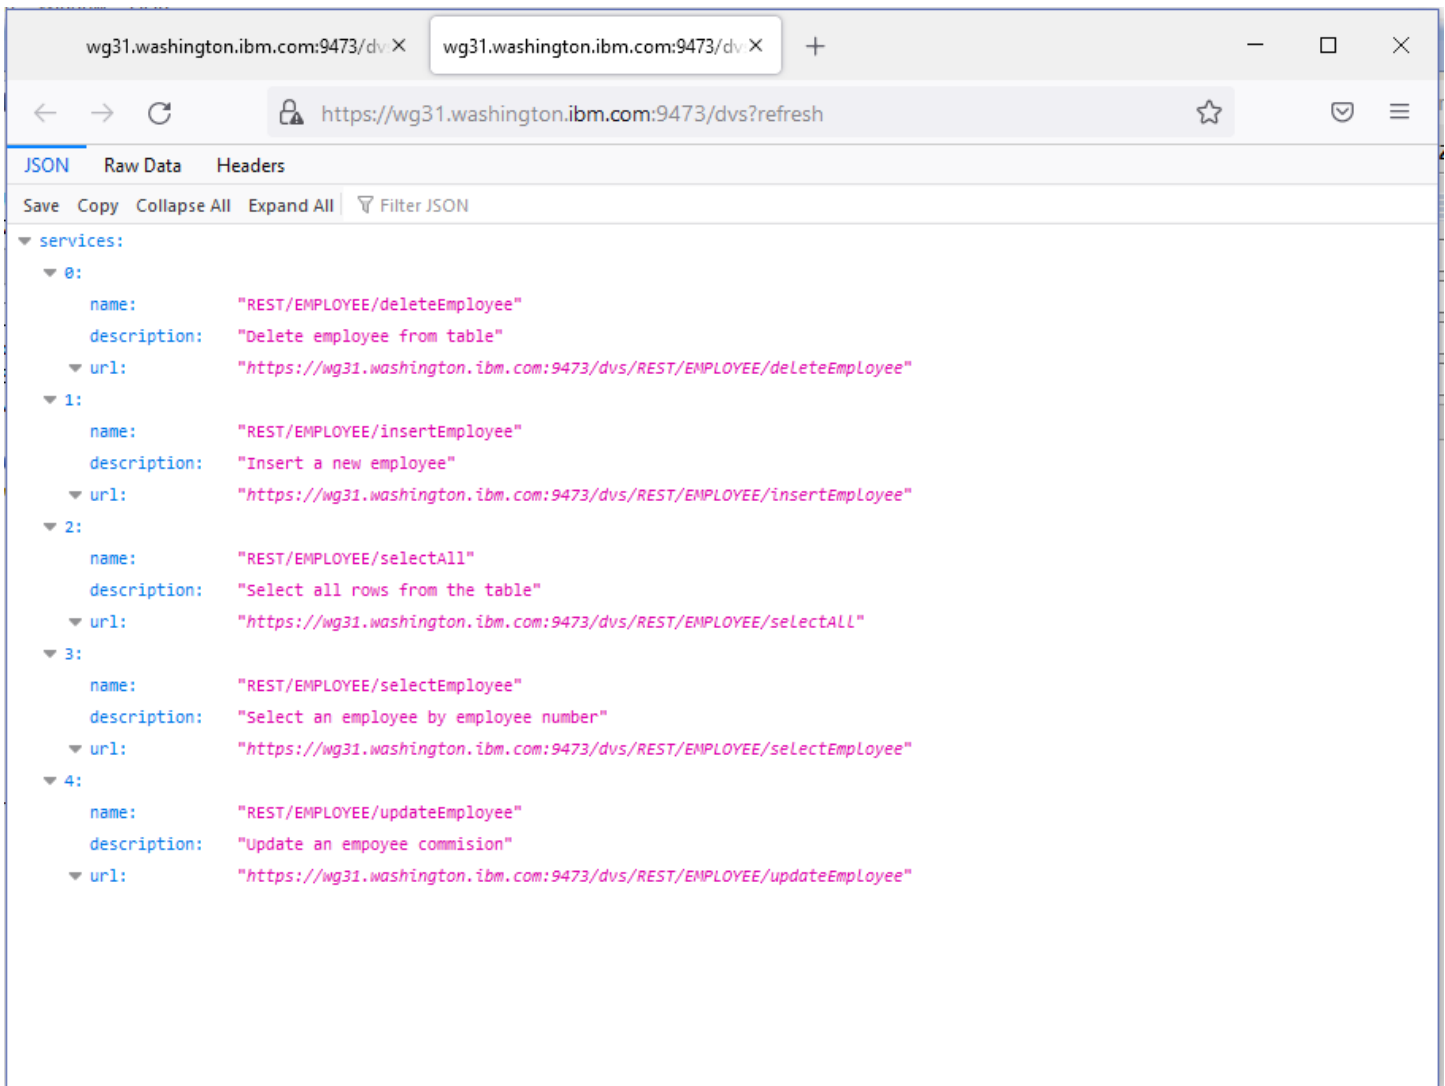 wg31.washington.ibm.com:9473/dv
wg31.washington.ibm.com:9473/dv
https://wg31.washington.ibm.com:9473/dvs?refresh
JSON Raw Data Headers
Save Copy Collapse All Expand All Filter JSON
services:
0:
name: "REST/EMPLOYEE/deleteEmployee"
description: "Delete employee from table"
url: "https://wg31.washington.ibm.com:9473/dvs/REST/EMPLOYEE/deleteEmployee"
1:
name: "REST/EMPLOYEE/insertEmployee"
description: "Insert a new employee"
url: "https://wg31.washington.ibm.com:9473/dvs/REST/EMPLOYEE/insertEmployee"
2:
name: "REST/EMPLOYEE/selectAll"
description: "Select all rows from the table"
url: "https://wg31.washington.ibm.com:9473/dvs/REST/EMPLOYEE/selectAll"
3:
name: "REST/EMPLOYEE/selectEmployee"
description: "Select an employee by employee number"
url: "https://wg31.washington.ibm.com:9473/dvs/REST/EMPLOYEE/selectEmployee"
4:
name: "REST/EMPLOYEE/updateEmployee"
description: "Update an empoyee commision"
url: "https://wg31.washington.ibm.com:9473/dvs/REST/EMPLOYEE/updateEmployee"